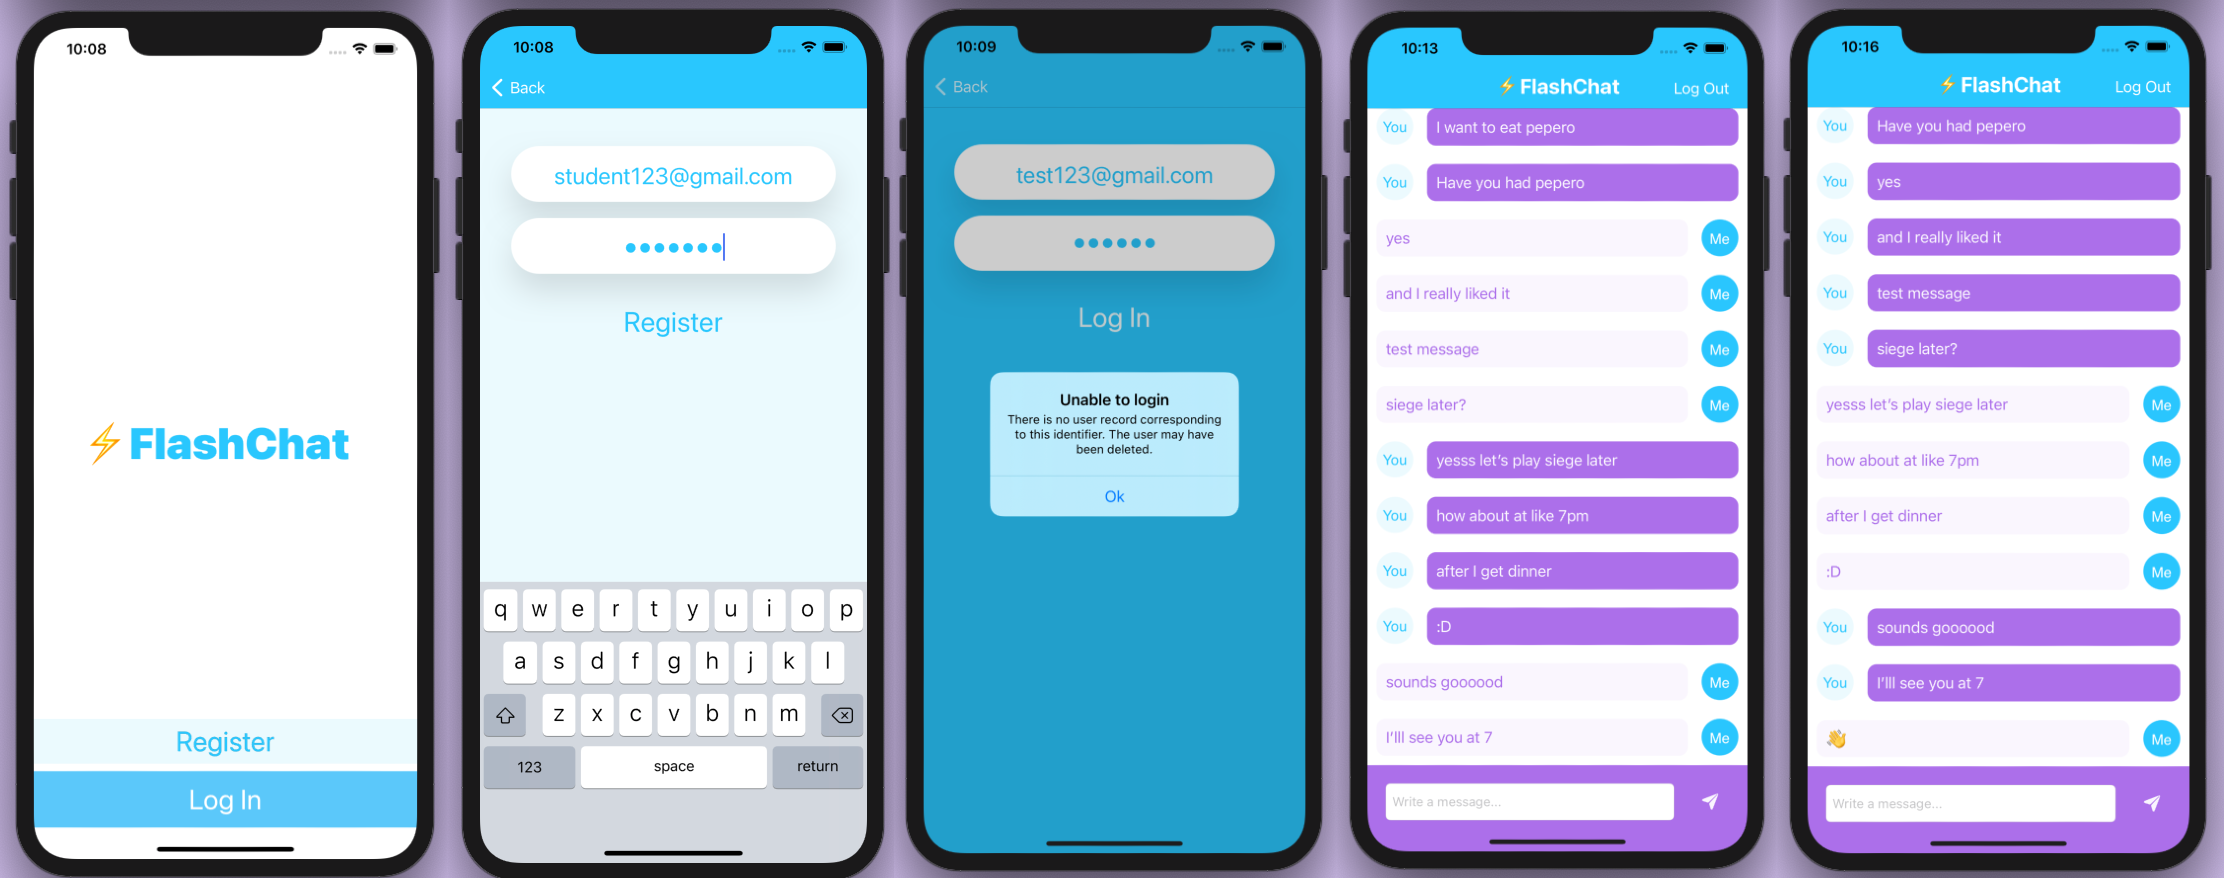 10:08
⚡FlashChat
Register
Log In
10:08
Back
student123@gmail.com
•••••••
Register
q w e r t y u i o p
a s d f g h j k l
z x c v b n m
123 space return
10:09
Back
test123@gmail.com
••••••
Log In
Unable to login
There is no user record corresponding
to this identifier. The user may have
been deleted.
Ok
10:13
⚡FlashChat Log Out
You I want to eat pepero
You Have you had pepero
yes Me
and I really liked it Me
test message Me
siege later? Me
You yesss let's play siege later
You how about at like 7pm
You after I get dinner
You :D
sounds goooood Me
I'lll see you at 7 Me
Write a message...
10:16
⚡FlashChat Log Out
You Have you had pepero
You yes
You and I really liked it
You test message
You siege later?
yesss let's play siege later Me
how about at like 7pm Me
after I get dinner Me
:D Me
You sounds goooood
You I'lll see you at 7
👋 Me
Write a message...